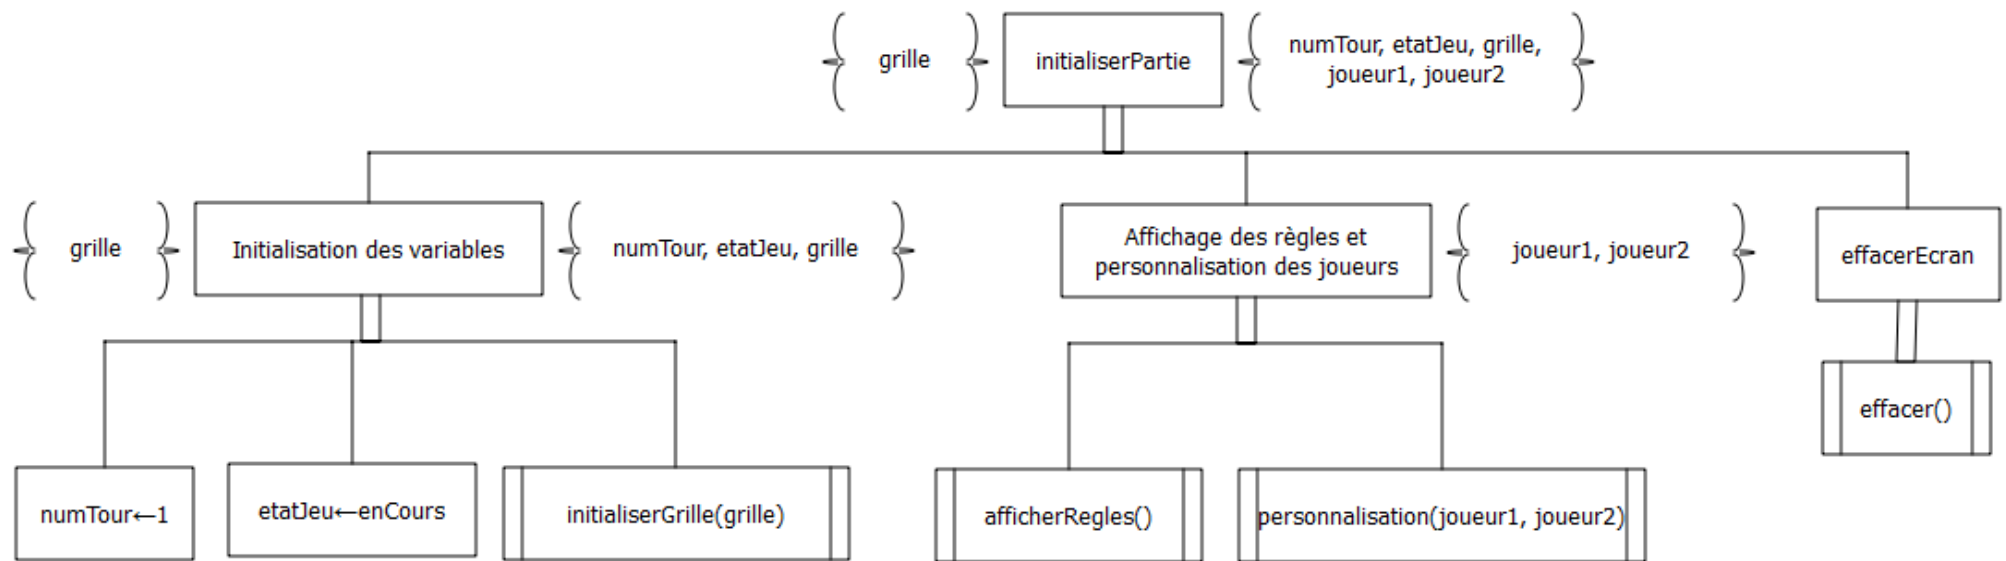 grille
initialiserPartie
numTour, etatJeu, grille,
joueur1, joueur2
grille
Initialisation des variables
numTour, etatJeu, grille
Affichage des règles et
personnalisation des joueurs
joueur1, joueur2
effacerEcran
effacer()
numTour←1
etatJeu←enCours
initialiserGrille(grille)
afficherRegles()
personnalisation(joueur1, joueur2)